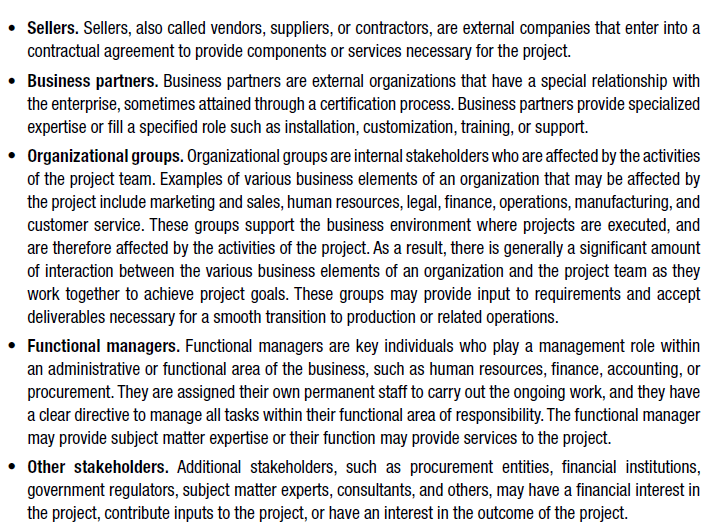 • Sellers. Sellers, also called vendors, suppliers, or contractors, are external companies that enter into a
contractual agreement to provide components or services necessary for the project.
• Business partners. Business partners are external organizations that have a special relationship with
the enterprise, sometimes attained through a certification process. Business partners provide specialized
expertise or fill a specified role such as installation, customization, training, or support.
• Organizational groups. Organizational groups are internal stakeholders who are affected by the activities
of the project team. Examples of various business elements of an organization that may be affected by
the project include marketing and sales, human resources, legal, finance, operations, manufacturing, and
customer service. These groups support the business environment where projects are executed, and
are therefore affected by the activities of the project. As a result, there is generally a significant amount
of interaction between the various business elements of an organization and the project team as they
work together to achieve project goals. These groups may provide input to requirements and accept
deliverables necessary for a smooth transition to production or related operations.
• Functional managers. Functional managers are key individuals who play a management role within
an administrative or functional area of the business, such as human resources, finance, accounting, or
procurement. They are assigned their own permanent staff to carry out the ongoing work, and they have
a clear directive to manage all tasks within their functional area of responsibility. The functional manager
may provide subject matter expertise or their function may provide services to the project.
• Other stakeholders. Additional stakeholders, such as procurement entities, financial institutions,
government regulators, subject matter experts, consultants, and others, may have a financial interest in
the project, contribute inputs to the project, or have an interest in the outcome of the project.